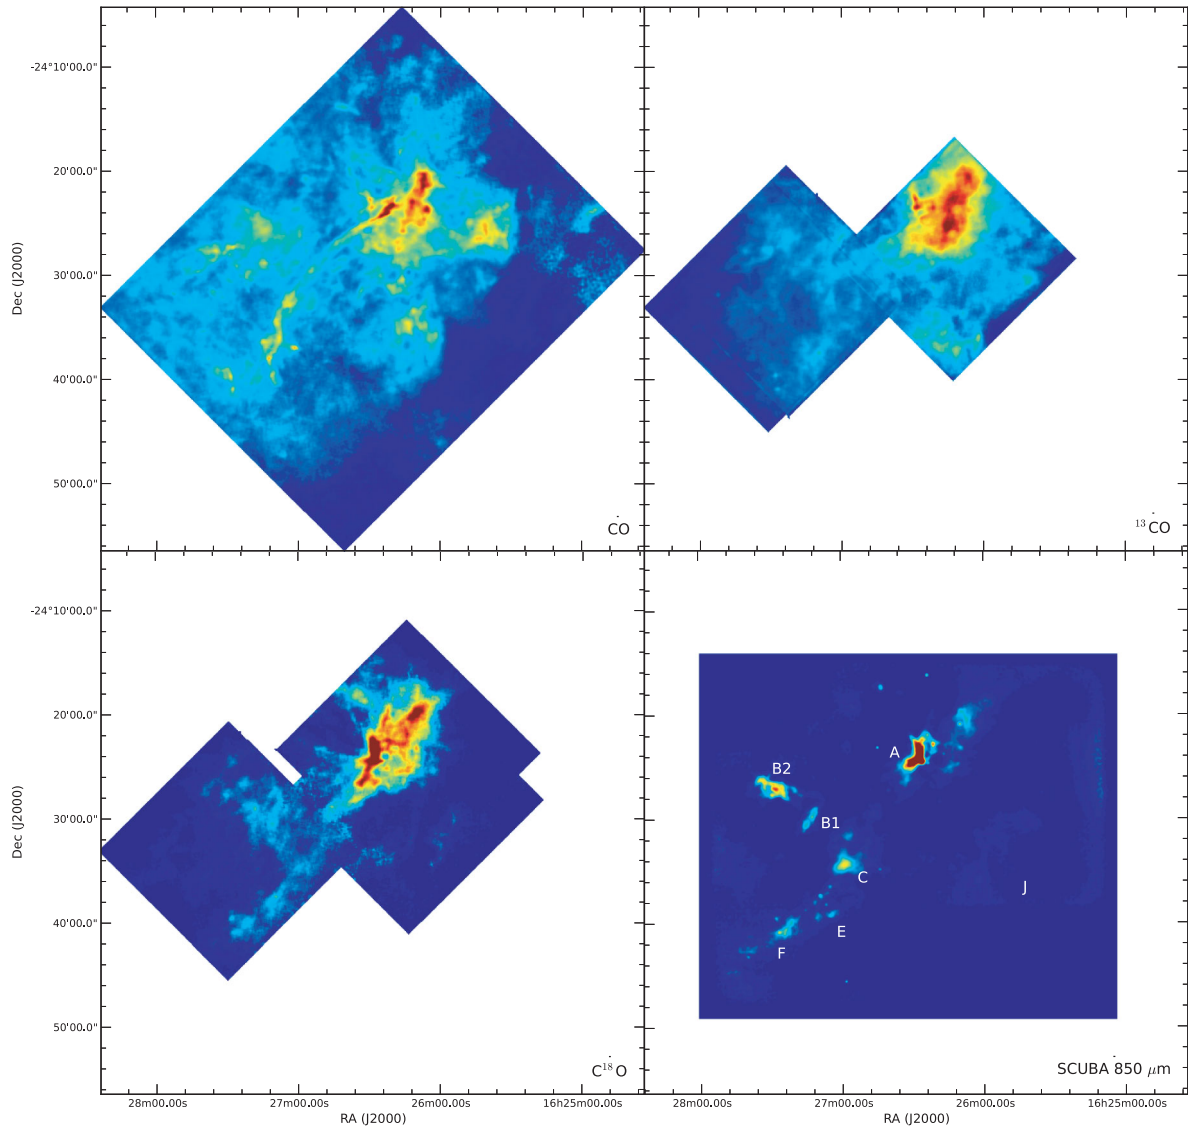 -24°10'00.0"
20'00.0"
30'00.0"
40'00.0"
50'00.0"
Dec (J2000)
CO
¹³CO
-24°10'00.0"
20'00.0"
30'00.0"
40'00.0"
50'00.0"
Dec (J2000)
C¹⁸O
28m00.00s 27m00.00s 26m00.00s 16h25m00.00s
RA (J2000)
A
B2
B1
C
J
E
F
SCUBA 850 μm
28m00.00s 27m00.00s 26m00.00s 16h25m00.00s
RA (J2000)